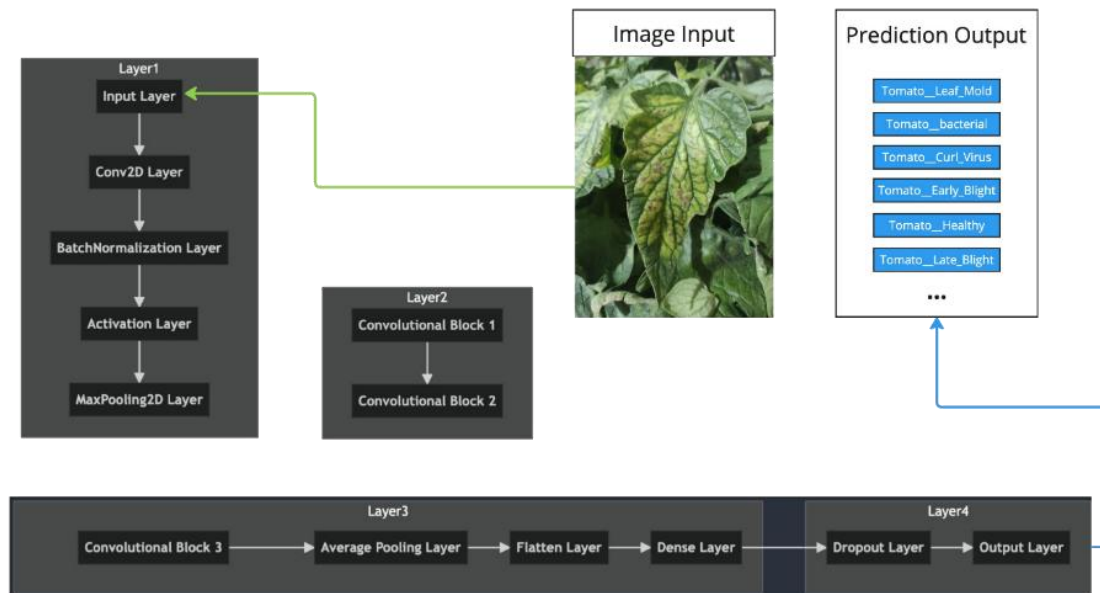 Image Input
Prediction Output
Layer1
Input Layer
Conv2D Layer
BatchNormalization Layer
Activation Layer
MaxPooling2D Layer
Layer2
Convolutional Block 1
Convolutional Block 2
Tomato__Leaf_Mold
Tomato__bacterial
Tomato__Curl_Virus
Tomato__Early_Blight
Tomato__Healthy
Tomato__Late_Blight
...
Layer3
Convolutional Block 3
Average Pooling Layer
Flatten Layer
Dense Layer
Layer4
Dropout Layer
Output Layer